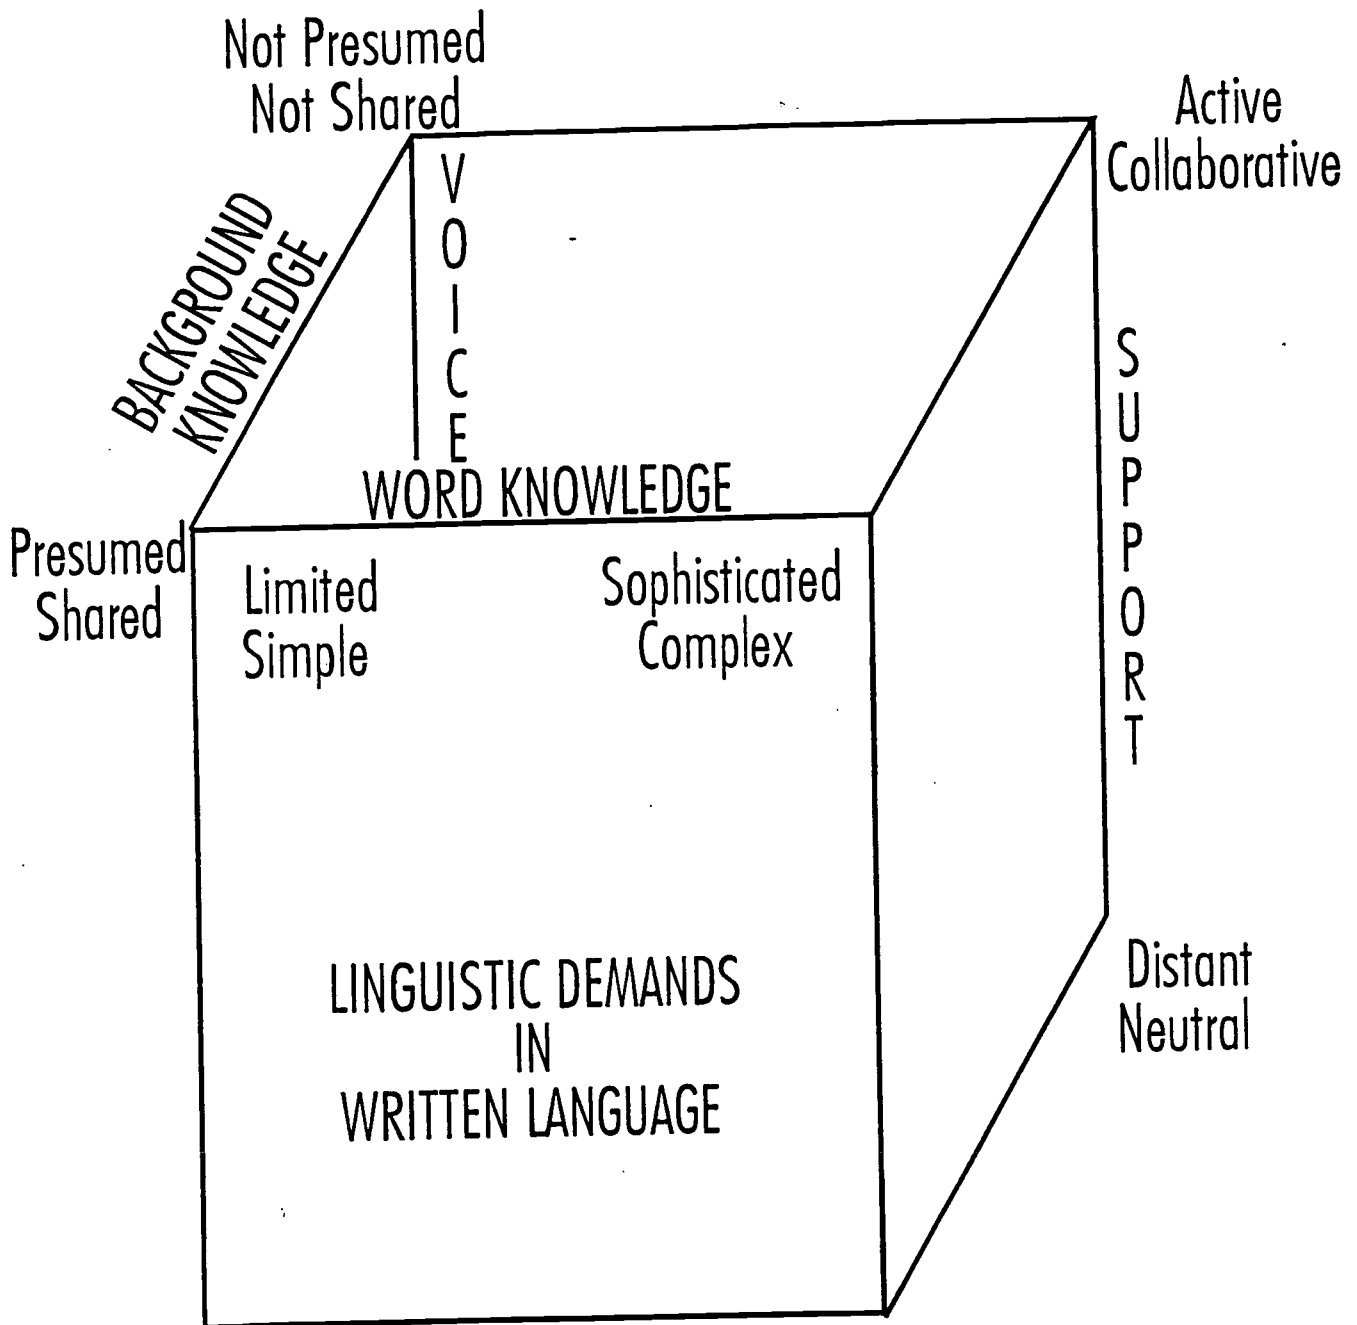 Not Presumed
Not Shared
Active
Collaborative
VOICE
BACKGROUND
KNOWLEDGE
SUPPORT
WORD KNOWLEDGE
Presumed
Shared
Limited
Simple
Sophisticated
Complex
LINGUISTIC DEMANDS
IN
WRITTEN LANGUAGE
Distant
Neutral